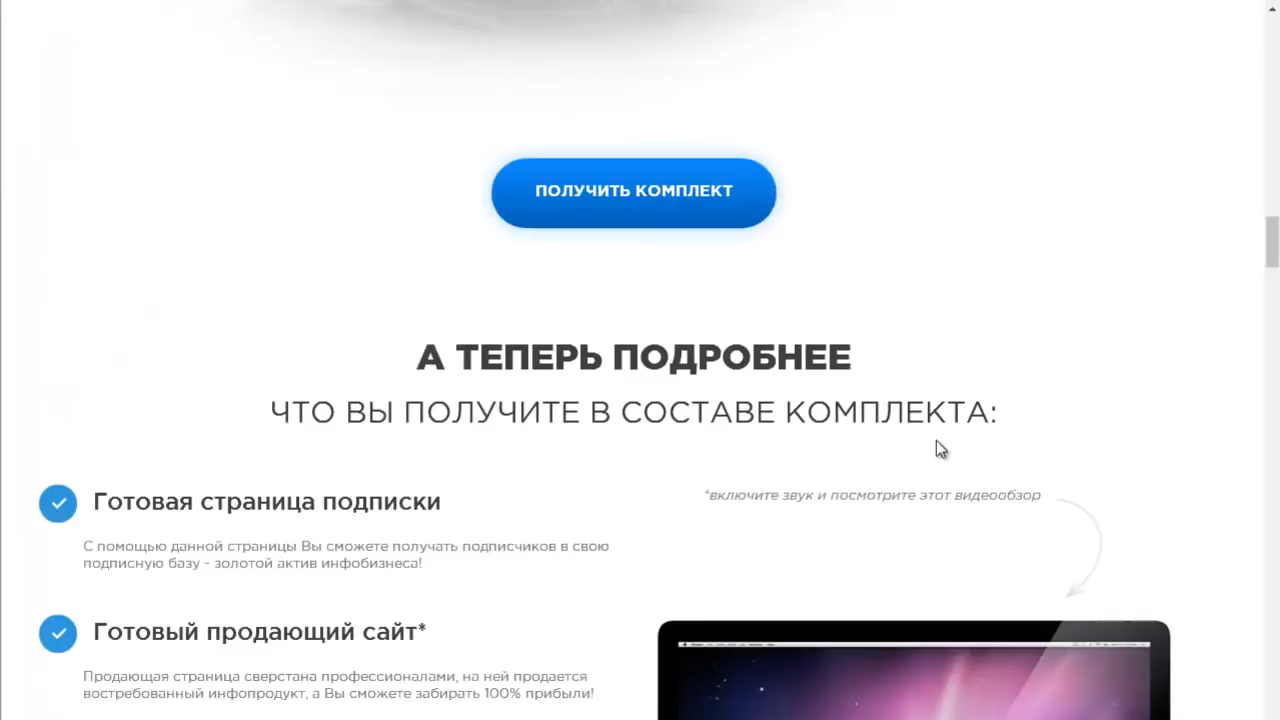 ПОЛУЧИТЬ КОМПЛЕКТ
А ТЕПЕРЬ ПОДРОБНЕЕ
ЧТО ВЫ ПОЛУЧИТЕ В СОСТАВЕ КОМПЛЕКТА:
Готовая страница подписки
*включите звук и посмотрите этот видеообзор
С помощью данной страницы Вы сможете получать подписчиков в свою
подписную базу - золотой актив инфобизнеса!
Готовый продающий сайт*
Продающая страница сверстана профессионалами, на ней продается
востребованный инфопродукт, а Вы сможете забирать 100% прибыли!